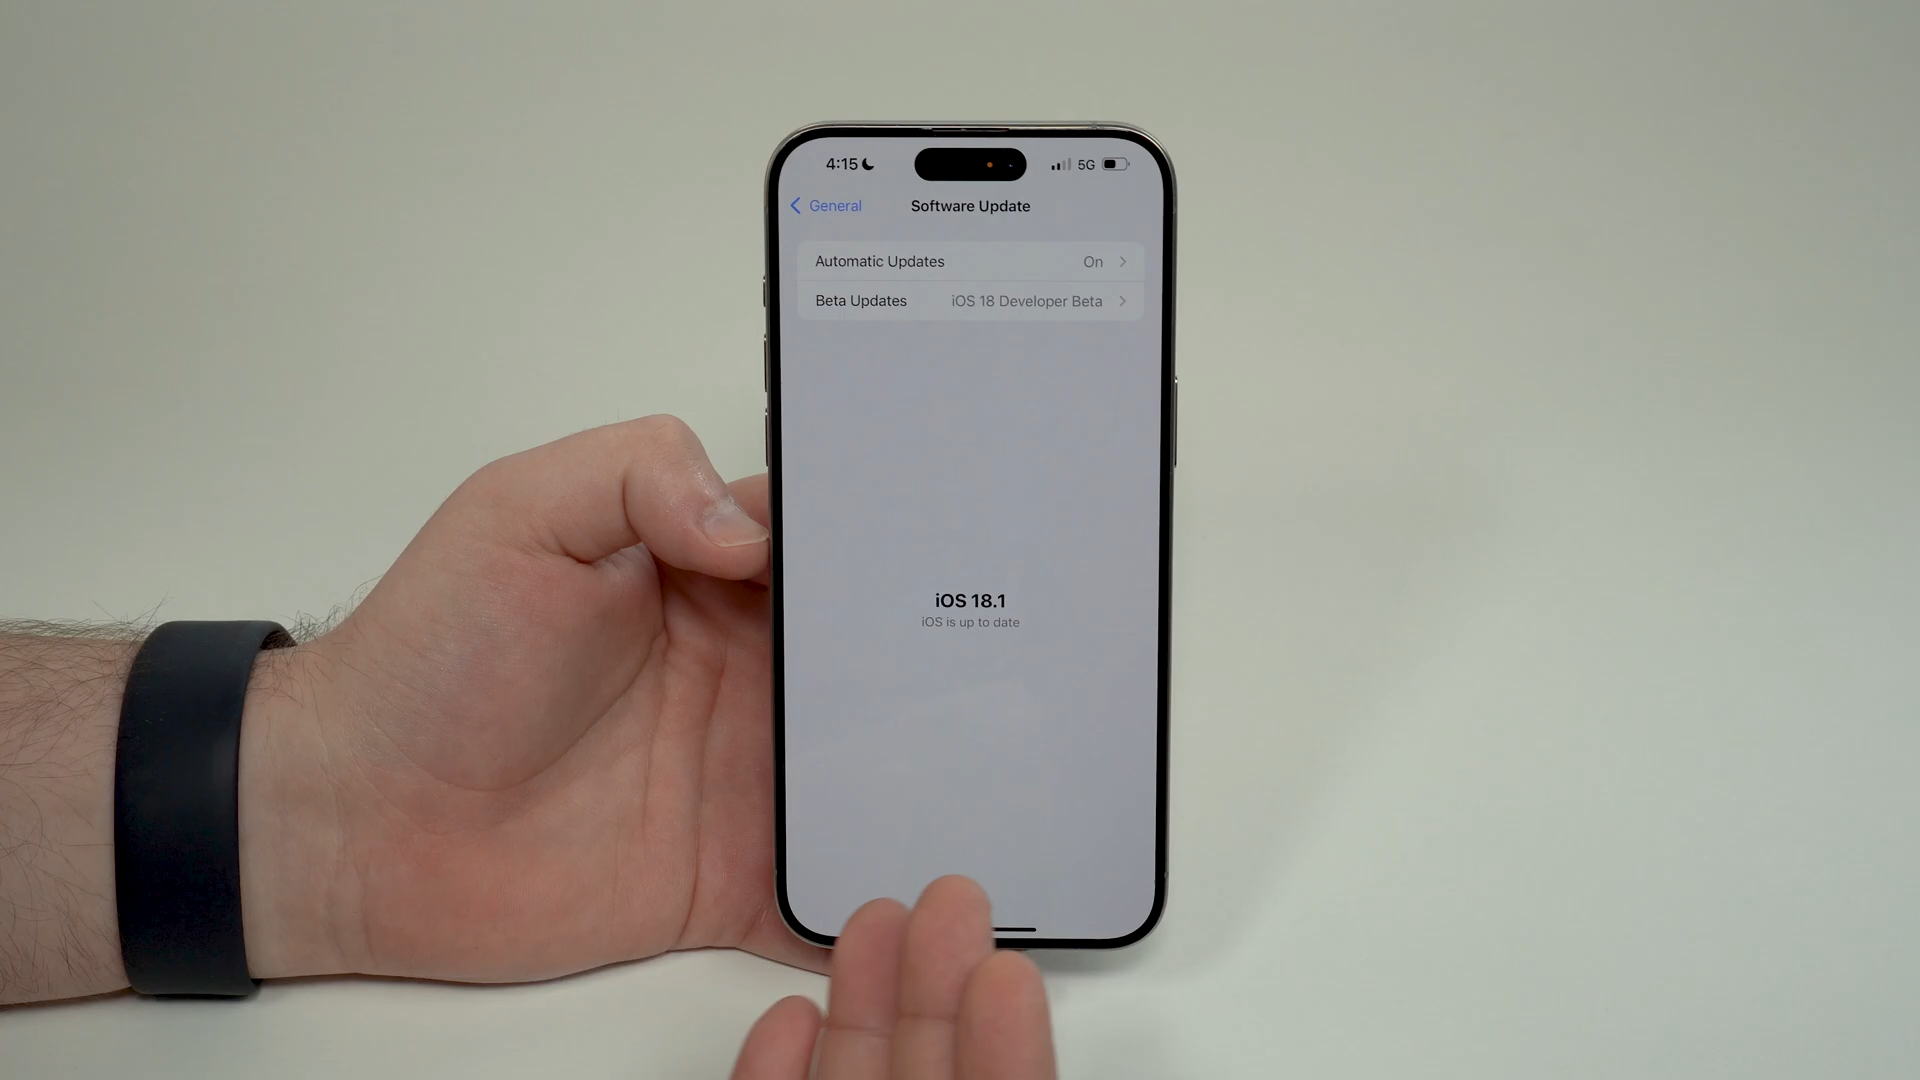 4:15
5G
General
Software Update
Automatic Updates On
Beta Updates iOS 18 Developer Beta
iOS 18.1
iOS is up to date